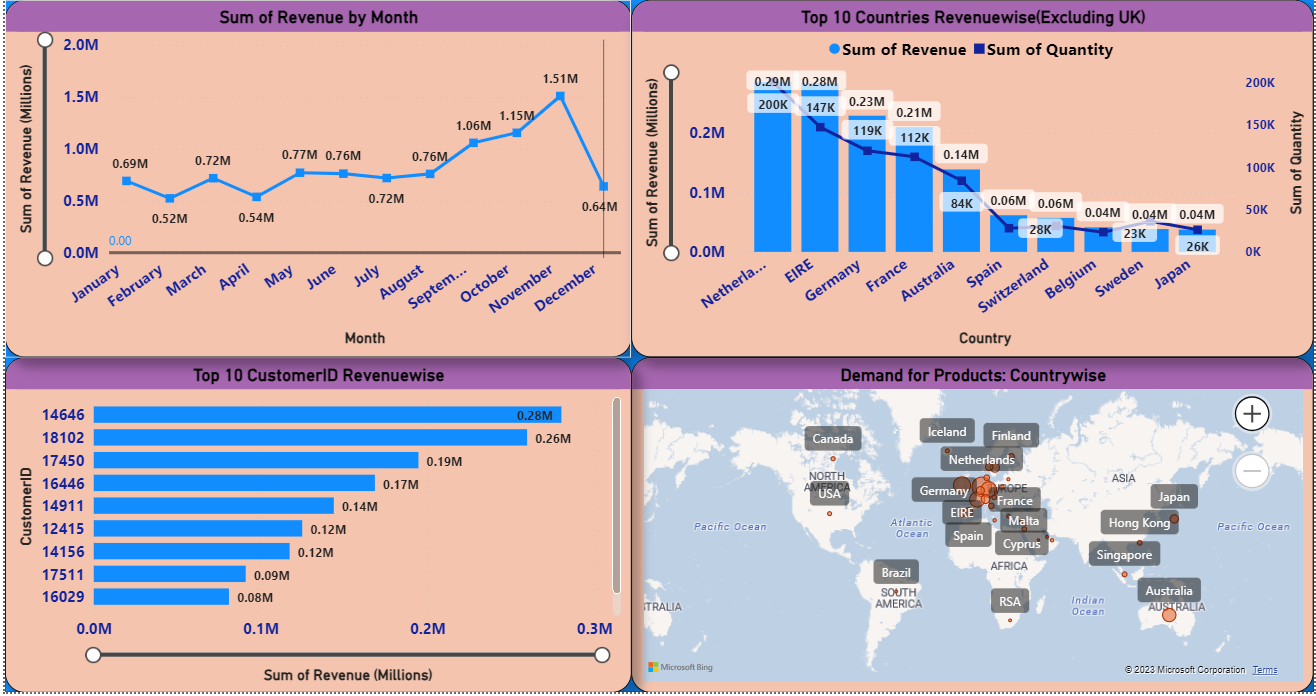 Sum of Revenue by Month
Sum of Revenue (Millions)
2.0M
1.5M
1.0M
0.5M
0.0M
0.69M
0.52M
0.72M
0.54M
0.77M
0.76M
0.72M
0.76M
1.06M
1.15M
1.51M
0.64M
0.00
January
February
March
April
May
June
July
August
Septem...
October
November
December
Month
Top 10 Countries Revenuewise(Excluding UK)
Sum of Revenue
Sum of Quantity
Sum of Revenue (Millions)
0.2M
0.1M
0.0M
0.29M
0.28M
0.23M
0.21M
0.14M
0.06M
0.06M
0.04M
0.04M
0.04M
200K
147K
119K
112K
84K
28K
23K
26K
200K
150K
100K
50K
0K
Sum of Quantity
Netherla...
EIRE
Germany
France
Australia
Spain
Switzerland
Belgium
Sweden
Japan
Country
Top 10 CustomerID Revenuewise
CustomerID
14646 0.28M
18102 0.26M
17450 0.19M
16446 0.17M
14911 0.14M
12415 0.12M
14156 0.12M
17511 0.09M
16029 0.08M
0.0M 0.1M 0.2M 0.3M
Sum of Revenue (Millions)
Demand for Products: Countrywise
Iceland
Finland
Canada
Netherlands
NORTH
AMERICA
USA
ASIA
Germany
France
Japan
EIRE
Malta
Hong Kong
Pacific Ocean
Atlantic
Ocean
Pacific Ocean
Spain
Cyprus
Singapore
AFRICA
Brazil
SOUTH
AMERICA
RSA
Indian
Ocean
Australia
AUSTRALIA
TRALIA
Microsoft Bing
© 2023 Microsoft Corporation Terms